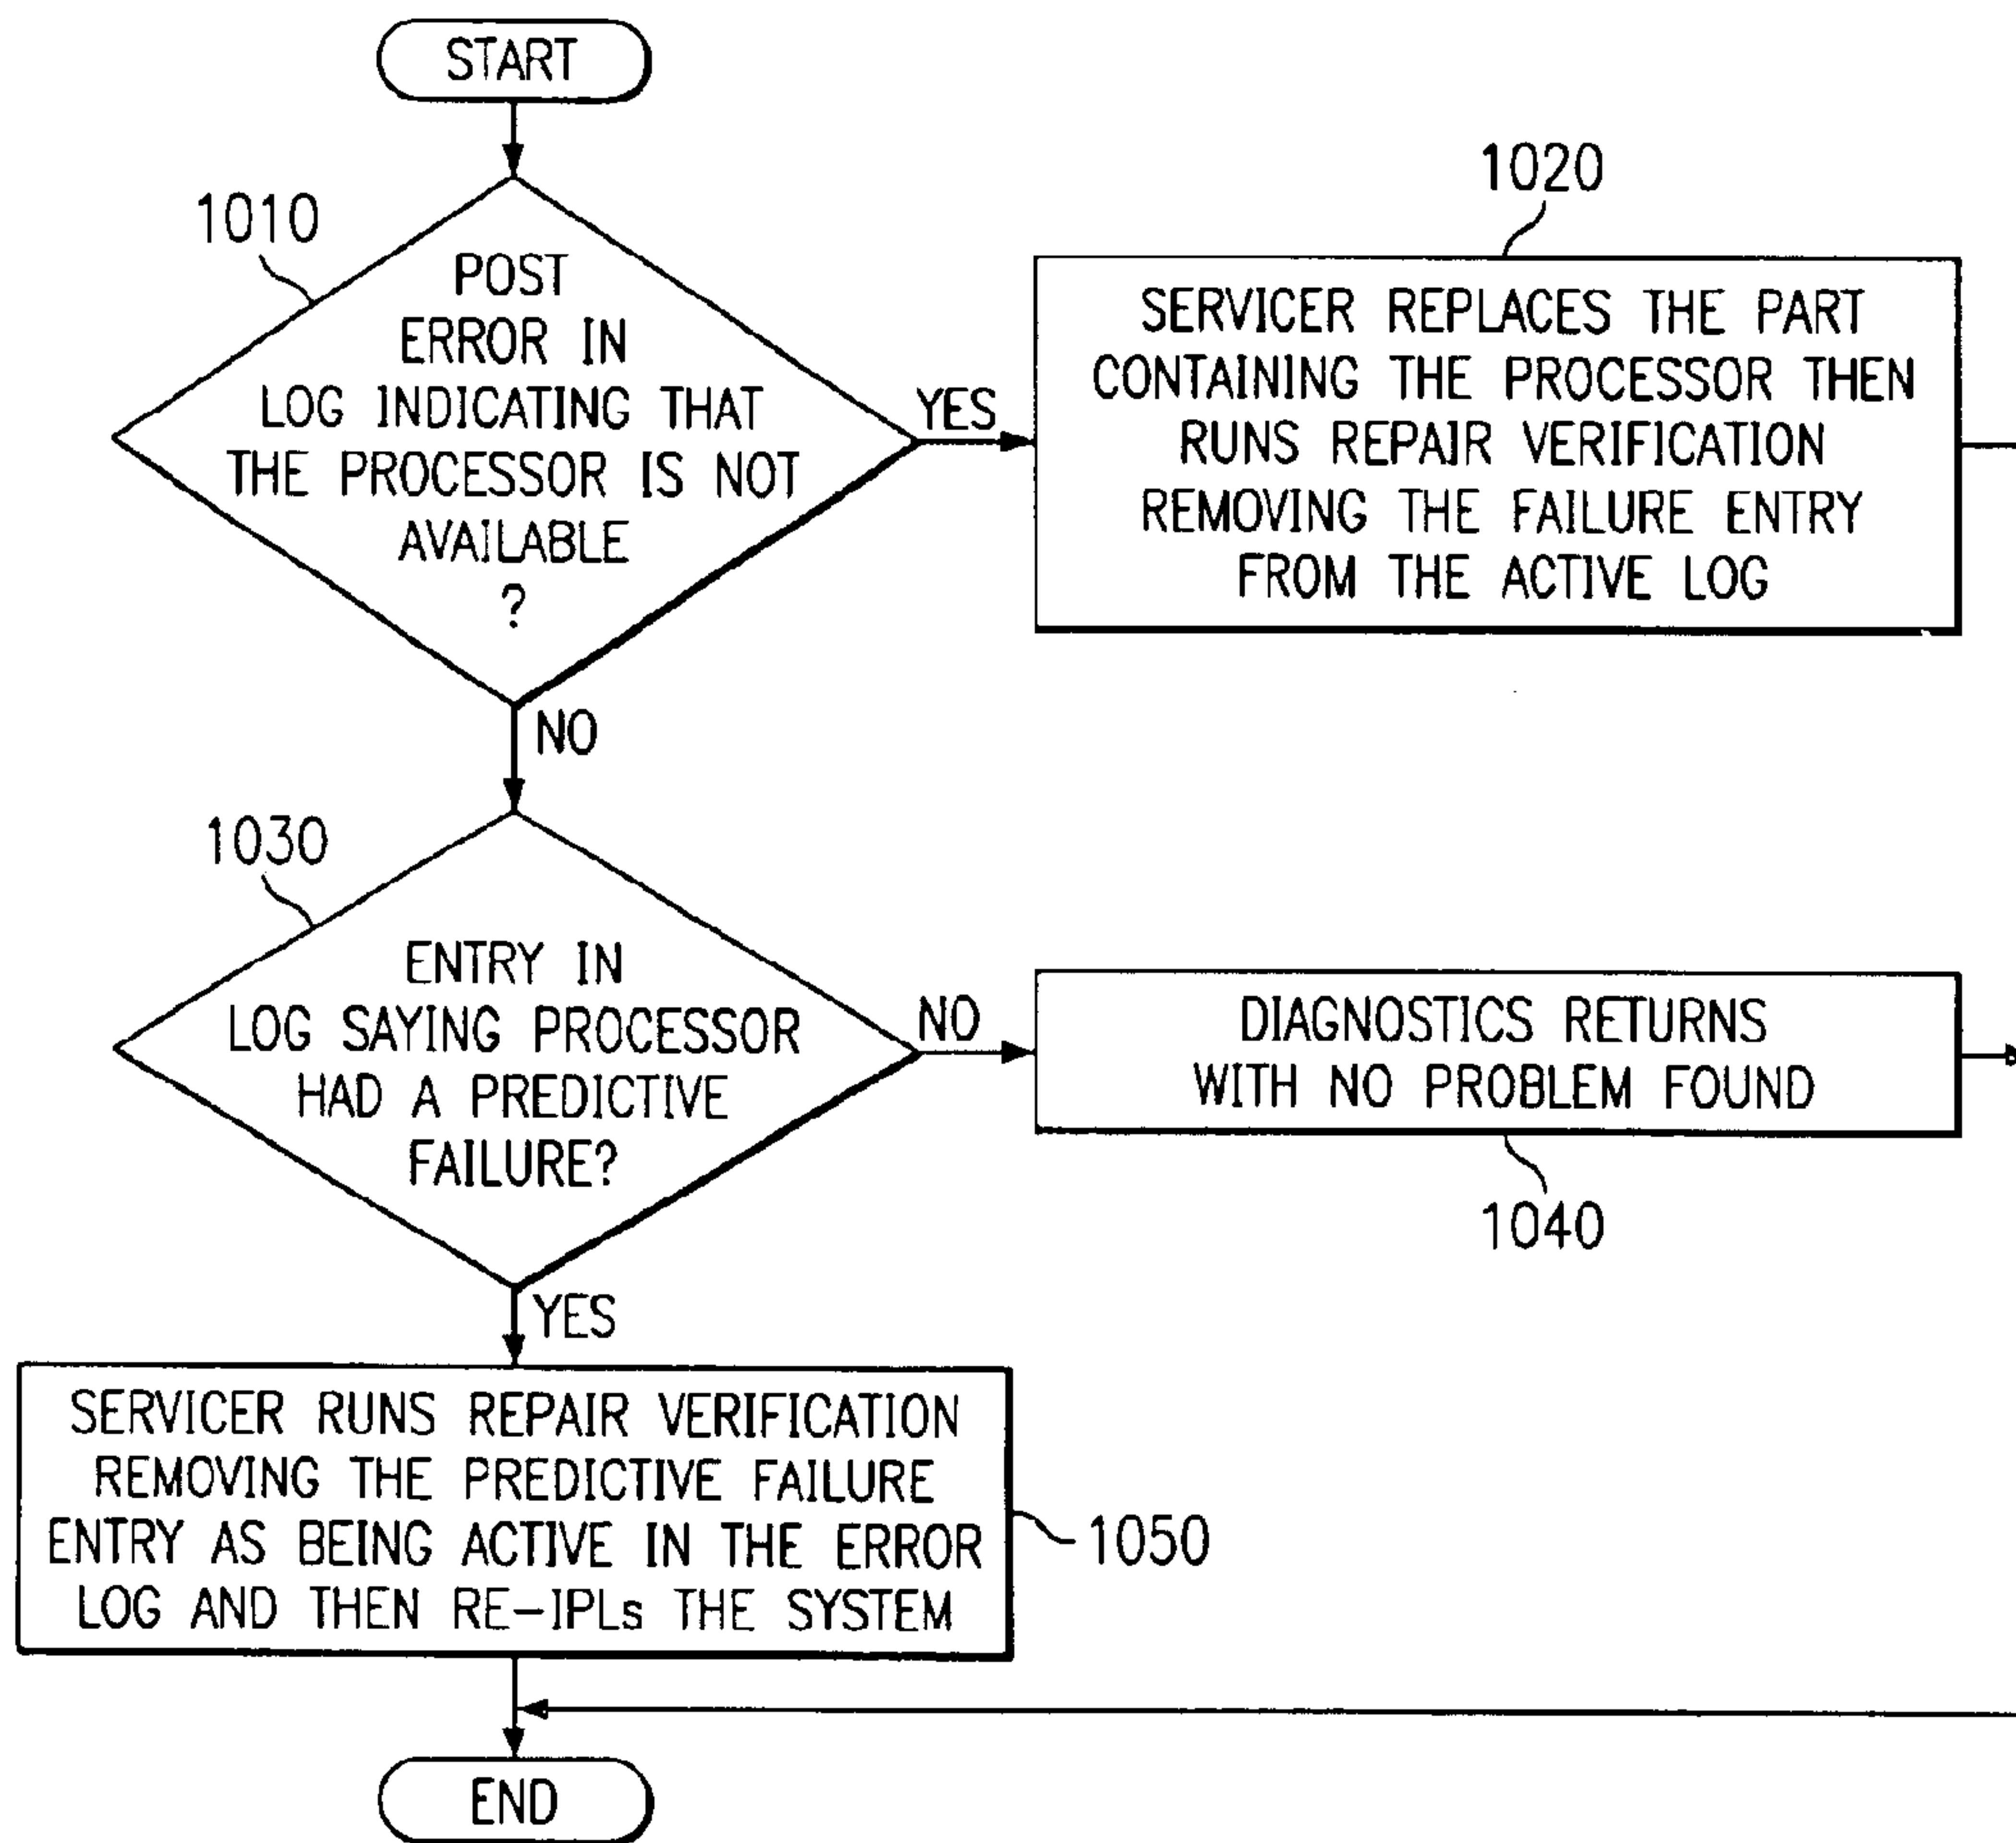 START
1010
POST
ERROR IN
LOG INDICATING THAT
THE PROCESSOR IS NOT
AVAILABLE
?
YES
1020
SERVICER REPLACES THE PART
CONTAINING THE PROCESSOR THEN
RUNS REPAIR VERIFICATION
REMOVING THE FAILURE ENTRY
FROM THE ACTIVE LOG
NO
1030
ENTRY IN
LOG SAYING PROCESSOR
HAD A PREDICTIVE
FAILURE?
NO
DIAGNOSTICS RETURNS
WITH NO PROBLEM FOUND
1040
YES
SERVICER RUNS REPAIR VERIFICATION
REMOVING THE PREDICTIVE FAILURE
ENTRY AS BEING ACTIVE IN THE ERROR
LOG AND THEN RE-IPLs THE SYSTEM
1050
END